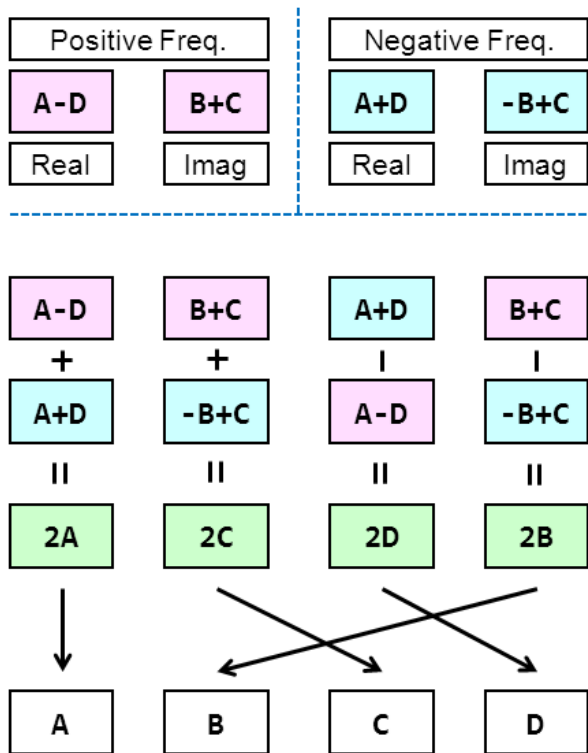 Positive Freq. Negative Freq.
A-D B+C A+D -B+C
Real Imag Real Imag
A-D B+C A+D B+C
+ + - -
A+D -B+C A-D -B+C
= = = =
2A 2C 2D 2B
A B C D